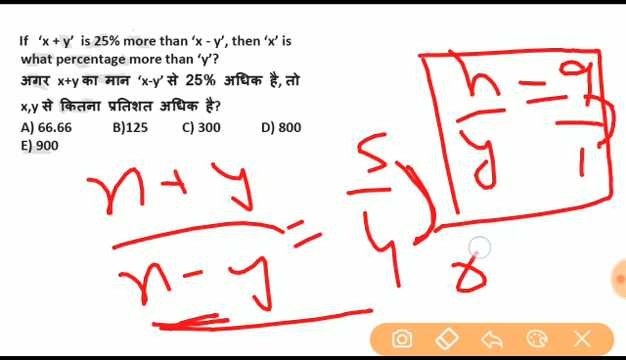 If ‘x + y’ is 25% more than ‘x - y’, then ‘x’ is
what percentage more than ‘y’?
अगर x+y का मान ‘x-y’ से 25% अधिक है, तो
x,y से कितना प्रतिशत अधिक है?
A) 66.66 B)125 C) 300 D) 800
E) 900
x + y / x - y = 5 / 4
x / y = 9 / 1
8